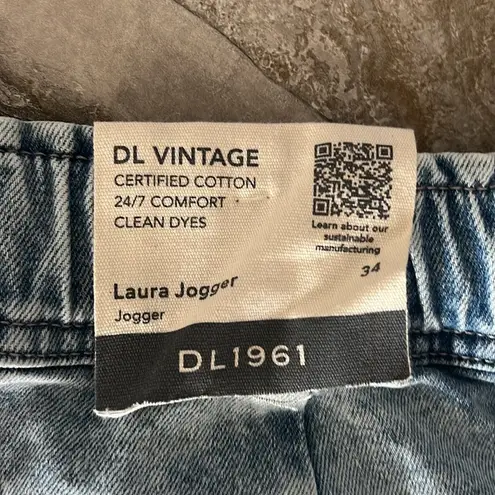 DL VINTAGE
CERTIFIED COTTON
24/7 COMFORT
CLEAN DYES
Learn about our
sustainable
manufacturing
34
Laura Jogger
Jogger
DL1961